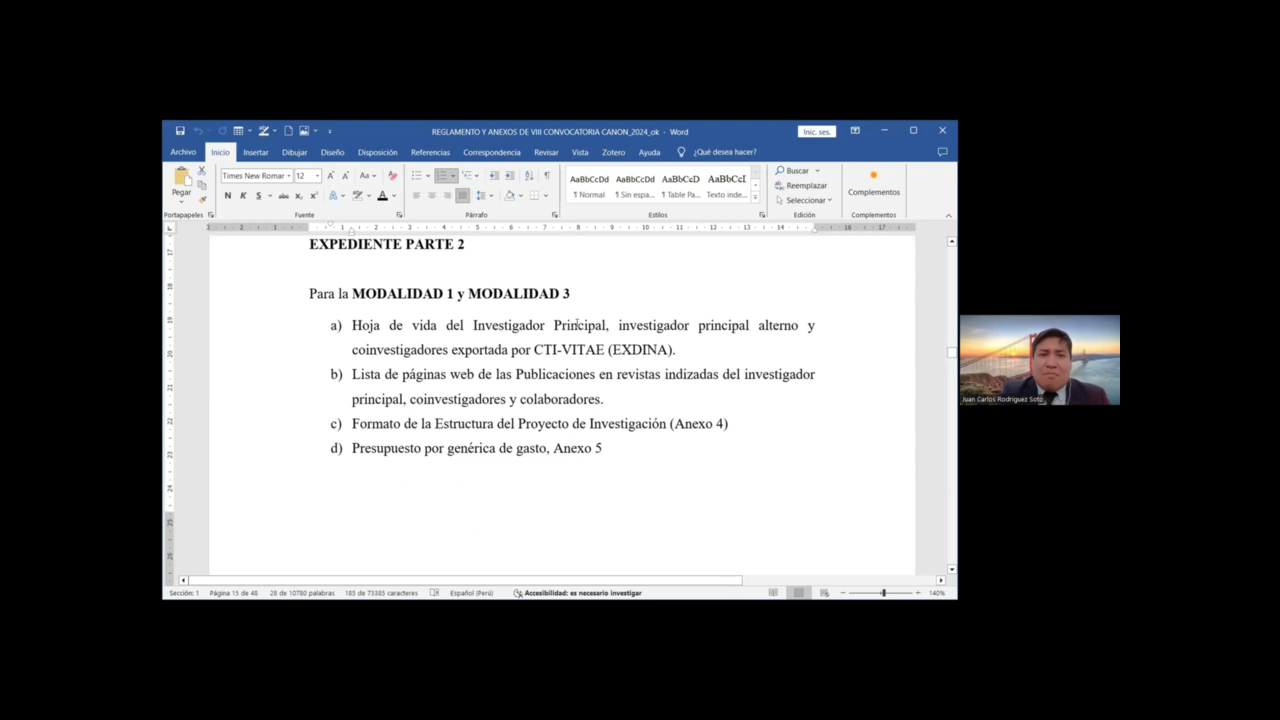 REGLAMENTO Y ANEXOS DE VIII CONVOCATORIA CANON_2024_ok - Word
Inic. ses.
Archivo Inicio Insertar Dibujar Diseño Disposición Referencias Correspondencia Revisar Vista Zotero Ayuda ¿Qué desea hacer?
Pegar
Times New Romar 12
N K S abc x₂ x²
AaBbCcDd AaBbCcDd AaBbCcD AaBbCcI
¶ Normal ¶ Sin espa... ¶ Table Pa... Texto inde...
Buscar
Reemplazar
Seleccionar
Complementos
Portapapeles Fuente Párrafo Estilos Edición Complementos
EXPEDIENTE PARTE 2
Para la MODALIDAD 1 y MODALIDAD 3
a) Hoja de vida del Investigador Principal, investigador principal alterno y
coinvestigadores exportada por CTI-VITAE (EXDINA).
b) Lista de páginas web de las Publicaciones en revistas indizadas del investigador
principal, coinvestigadores y colaboradores.
c) Formato de la Estructura del Proyecto de Investigación (Anexo 4)
d) Presupuesto por genérica de gasto, Anexo 5
Sección: 1 Página 15 de 48 28 de 10780 palabras 185 de 73385 caracteres Español (Perú) Accesibilidad: es necesario investigar 140%
Juan Carlos Rodriguez Soto